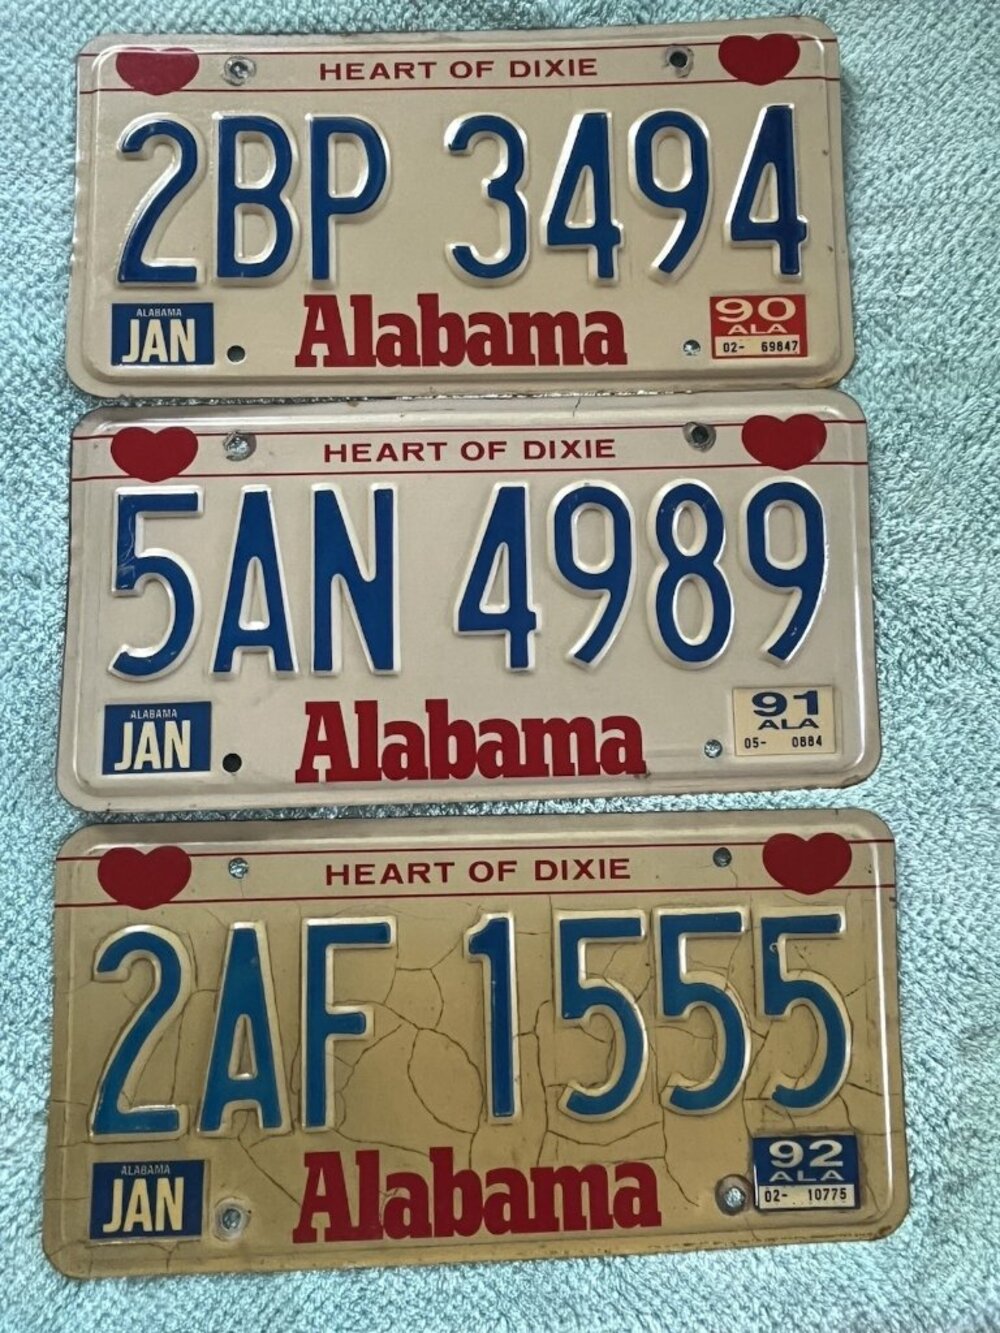 HEART OF DIXIE
2BP 3494
ALABAMA
JAN
Alabama
90
ALA
02- 69847
HEART OF DIXIE
5AN 4989
ALABAMA
JAN
Alabama
91
ALA
05- 0884
HEART OF DIXIE
2AF 1555
ALABAMA
JAN
Alabama
92
ALA
02- 10775